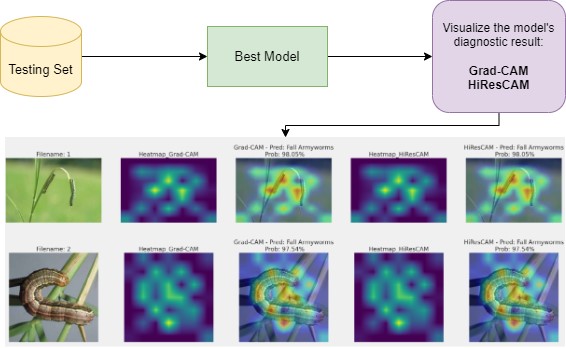 Testing Set
Best Model
Visualize the model's
diagnostic result:
Grad-CAM
HiResCAM
Filename: 1
Heatmap_Grad-CAM
Grad-CAM - Pred: Fall Armyworms
Prob: 98.05%
Heatmap_HiResCAM
HiResCAM - Pred: Fall Armyworms
Prob: 98.05%
Filename: 2
Heatmap_Grad-CAM
Grad-CAM - Pred: Fall Armyworms
Prob: 97.54%
Heatmap_HiResCAM
HiResCAM - Pred: Fall Armyworms
Prob: 97.54%